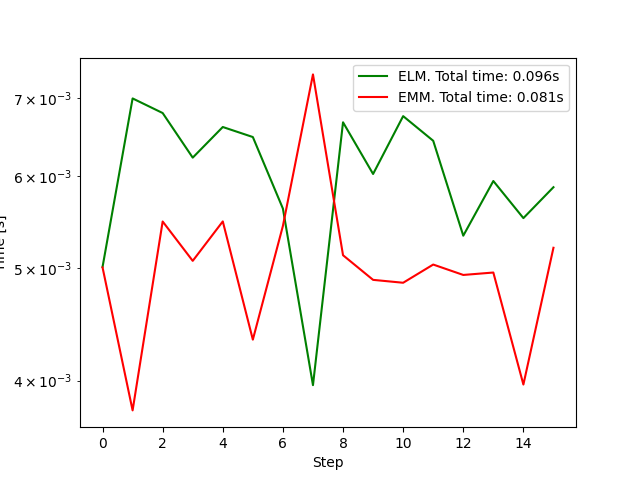 ELM. Total time: 0.096s
EMM. Total time: 0.081s
7 × 10⁻³
6 × 10⁻³
5 × 10⁻³
4 × 10⁻³
Time [s]
0 2 4 6 8 10 12 14
Step